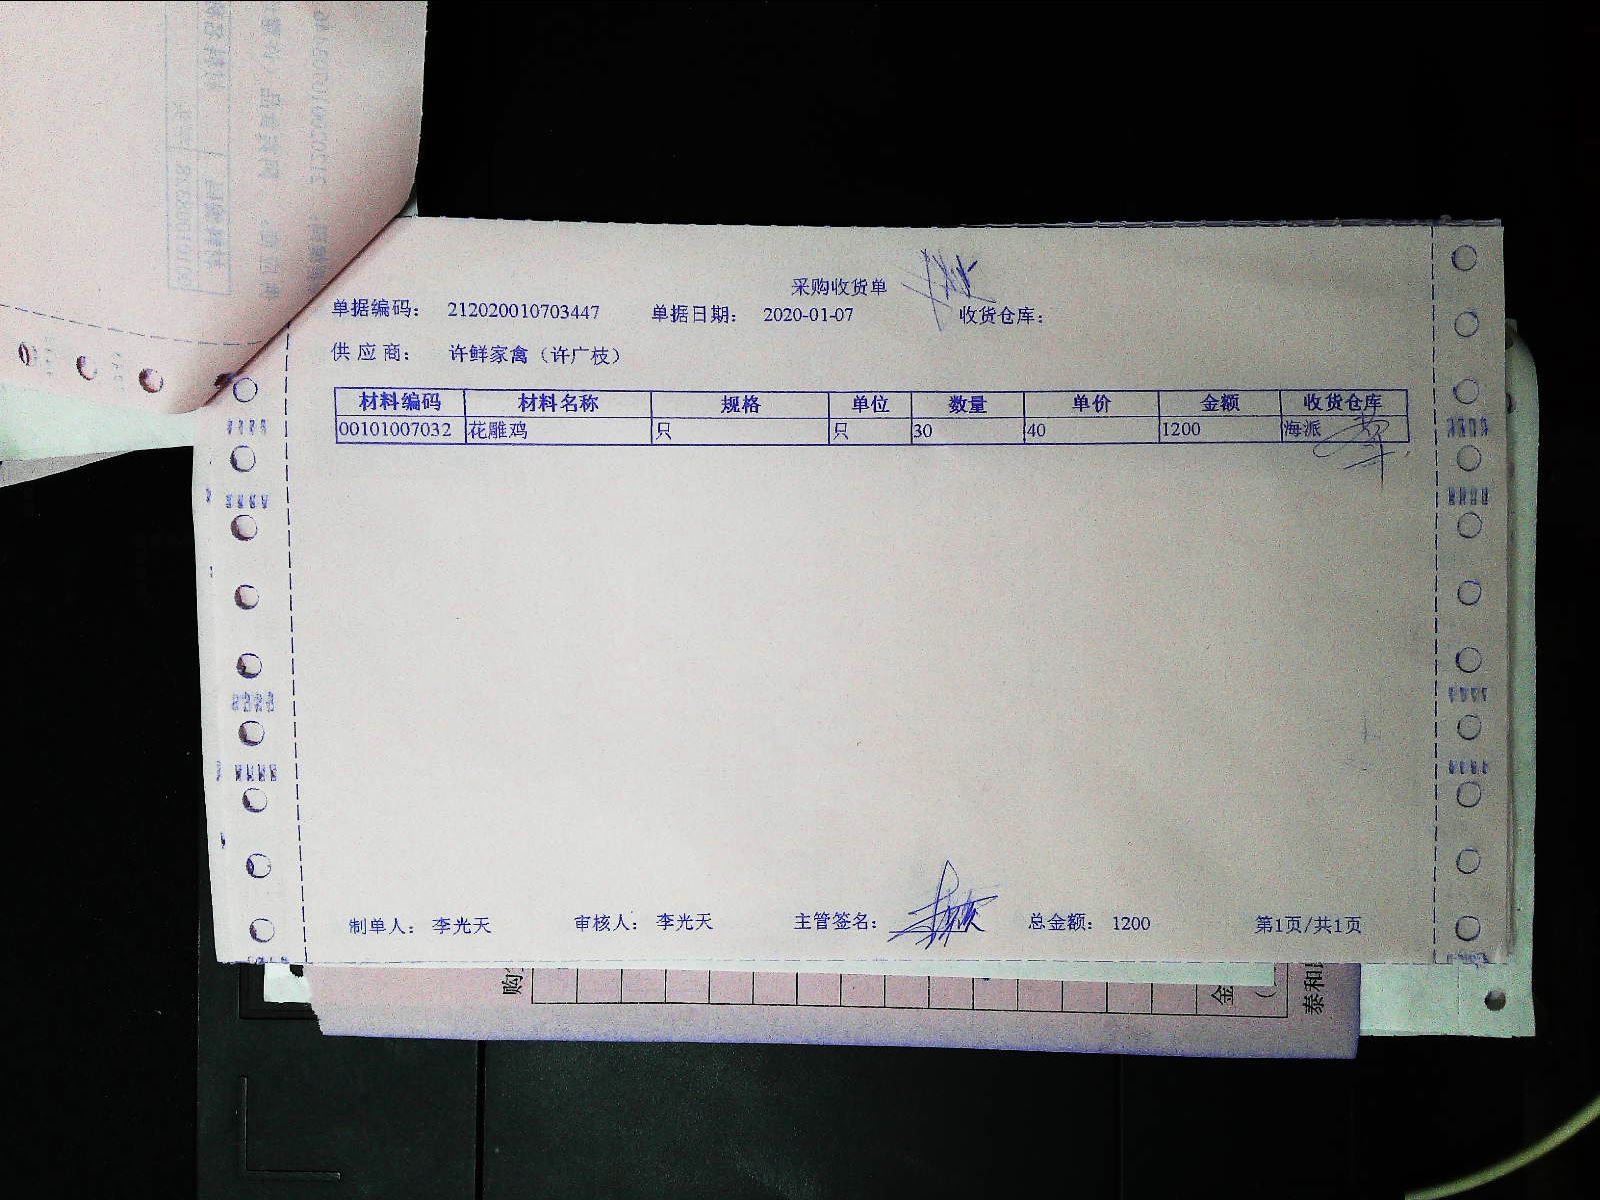 采购收货单
单据编码： 212020010703447 单据日期： 2020-01-07 收货仓库：
供 应 商： 许鲜家禽（许广枝）
材料编码 材料名称 规格 单位 数量 单价 金额 收货仓库
00101007032 花雕鸡 只 只 30 40 1200 海派
制单人： 李光天 审核人： 李光天 主管签名： 总金额： 1200 第1页/共1页
购
金
泰和